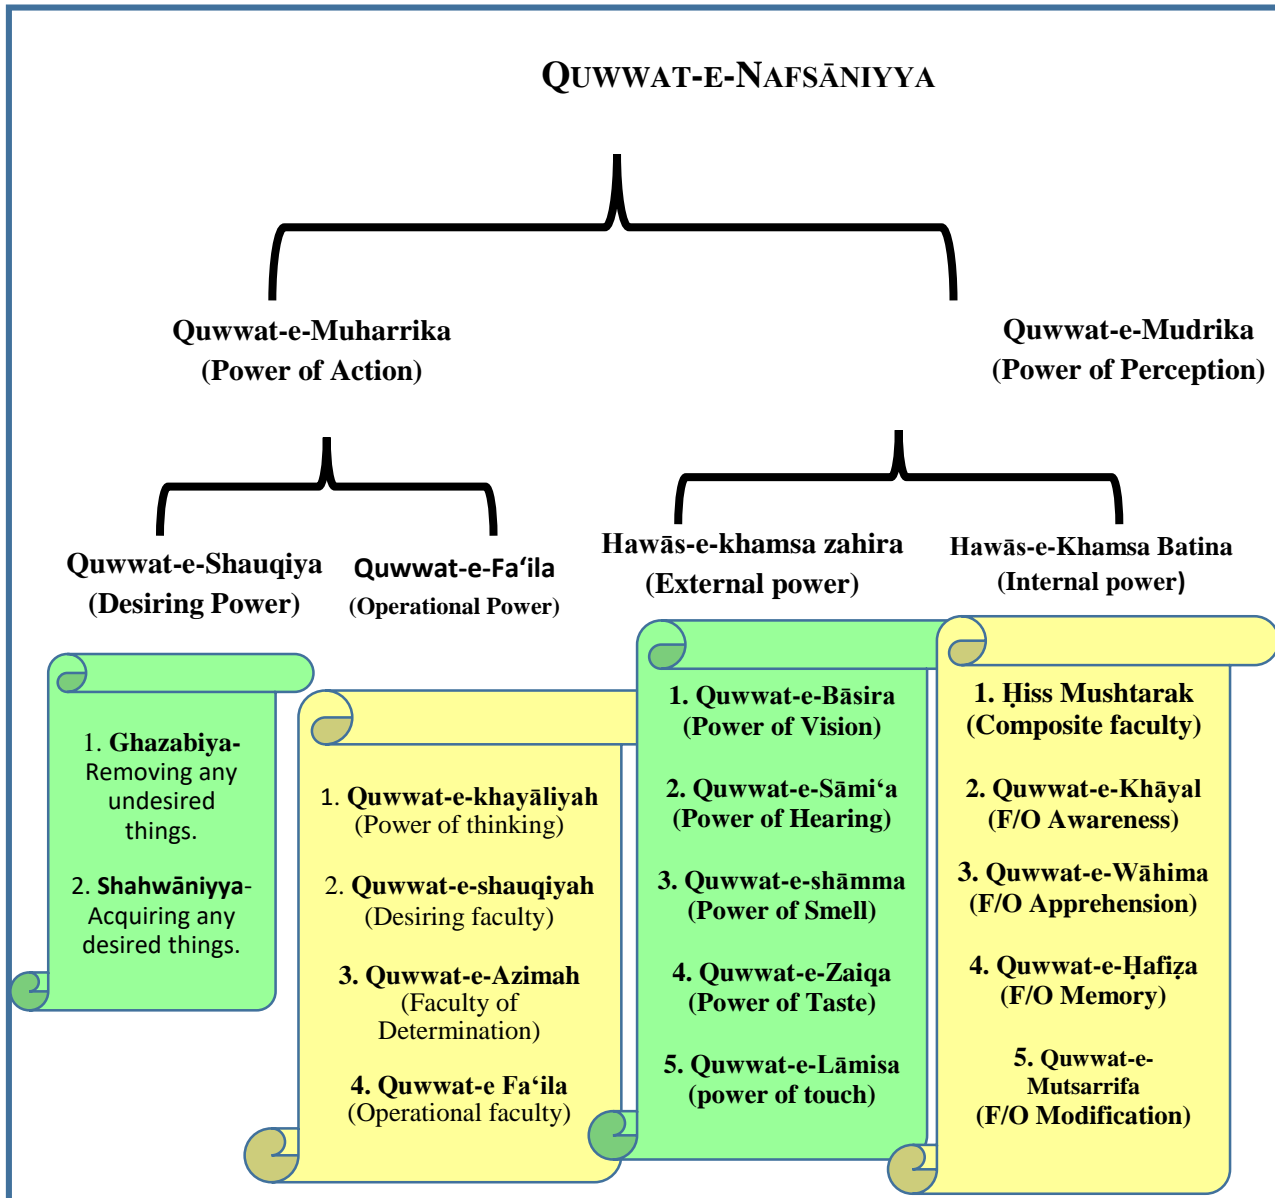 QUWWAT-E-NAFSĀNIYYA
Quwwat-e-Muharrika
(Power of Action)
Quwwat-e-Mudrika
(Power of Perception)
Quwwat-e-Shauqiya
(Desiring Power)
Quwwat-e-Fa‘ila
(Operational Power)
Hawās-e-khamsa zahira
(External power)
Hawās-e-Khamsa Batina
(Internal power)
1. Ghazabiya-
Removing any
undesired
things.
2. Shahwāniyya-
Acquiring any
desired things.
1. Quwwat-e-khayāliyah
(Power of thinking)
2. Quwwat-e-shauqiyah
(Desiring faculty)
3. Quwwat-e-Azimah
(Faculty of
Determination)
4. Quwwat-e Fa‘ila
(Operational faculty)
1. Quwwat-e-Bāsira
(Power of Vision)
2. Quwwat-e-Sāmi‘a
(Power of Hearing)
3. Quwwat-e-shāmma
(Power of Smell)
4. Quwwat-e-Zaiqa
(Power of Taste)
5. Quwwat-e-Lāmisa
(power of touch)
1. Ḥiss Mushtarak
(Composite faculty)
2. Quwwat-e-Khāyal
(F/O Awareness)
3. Quwwat-e-Wāhima
(F/O Apprehension)
4. Quwwat-e-Ḥafiẓa
(F/O Memory)
5. Quwwat-e-
Mutsarrifa
(F/O Modification)